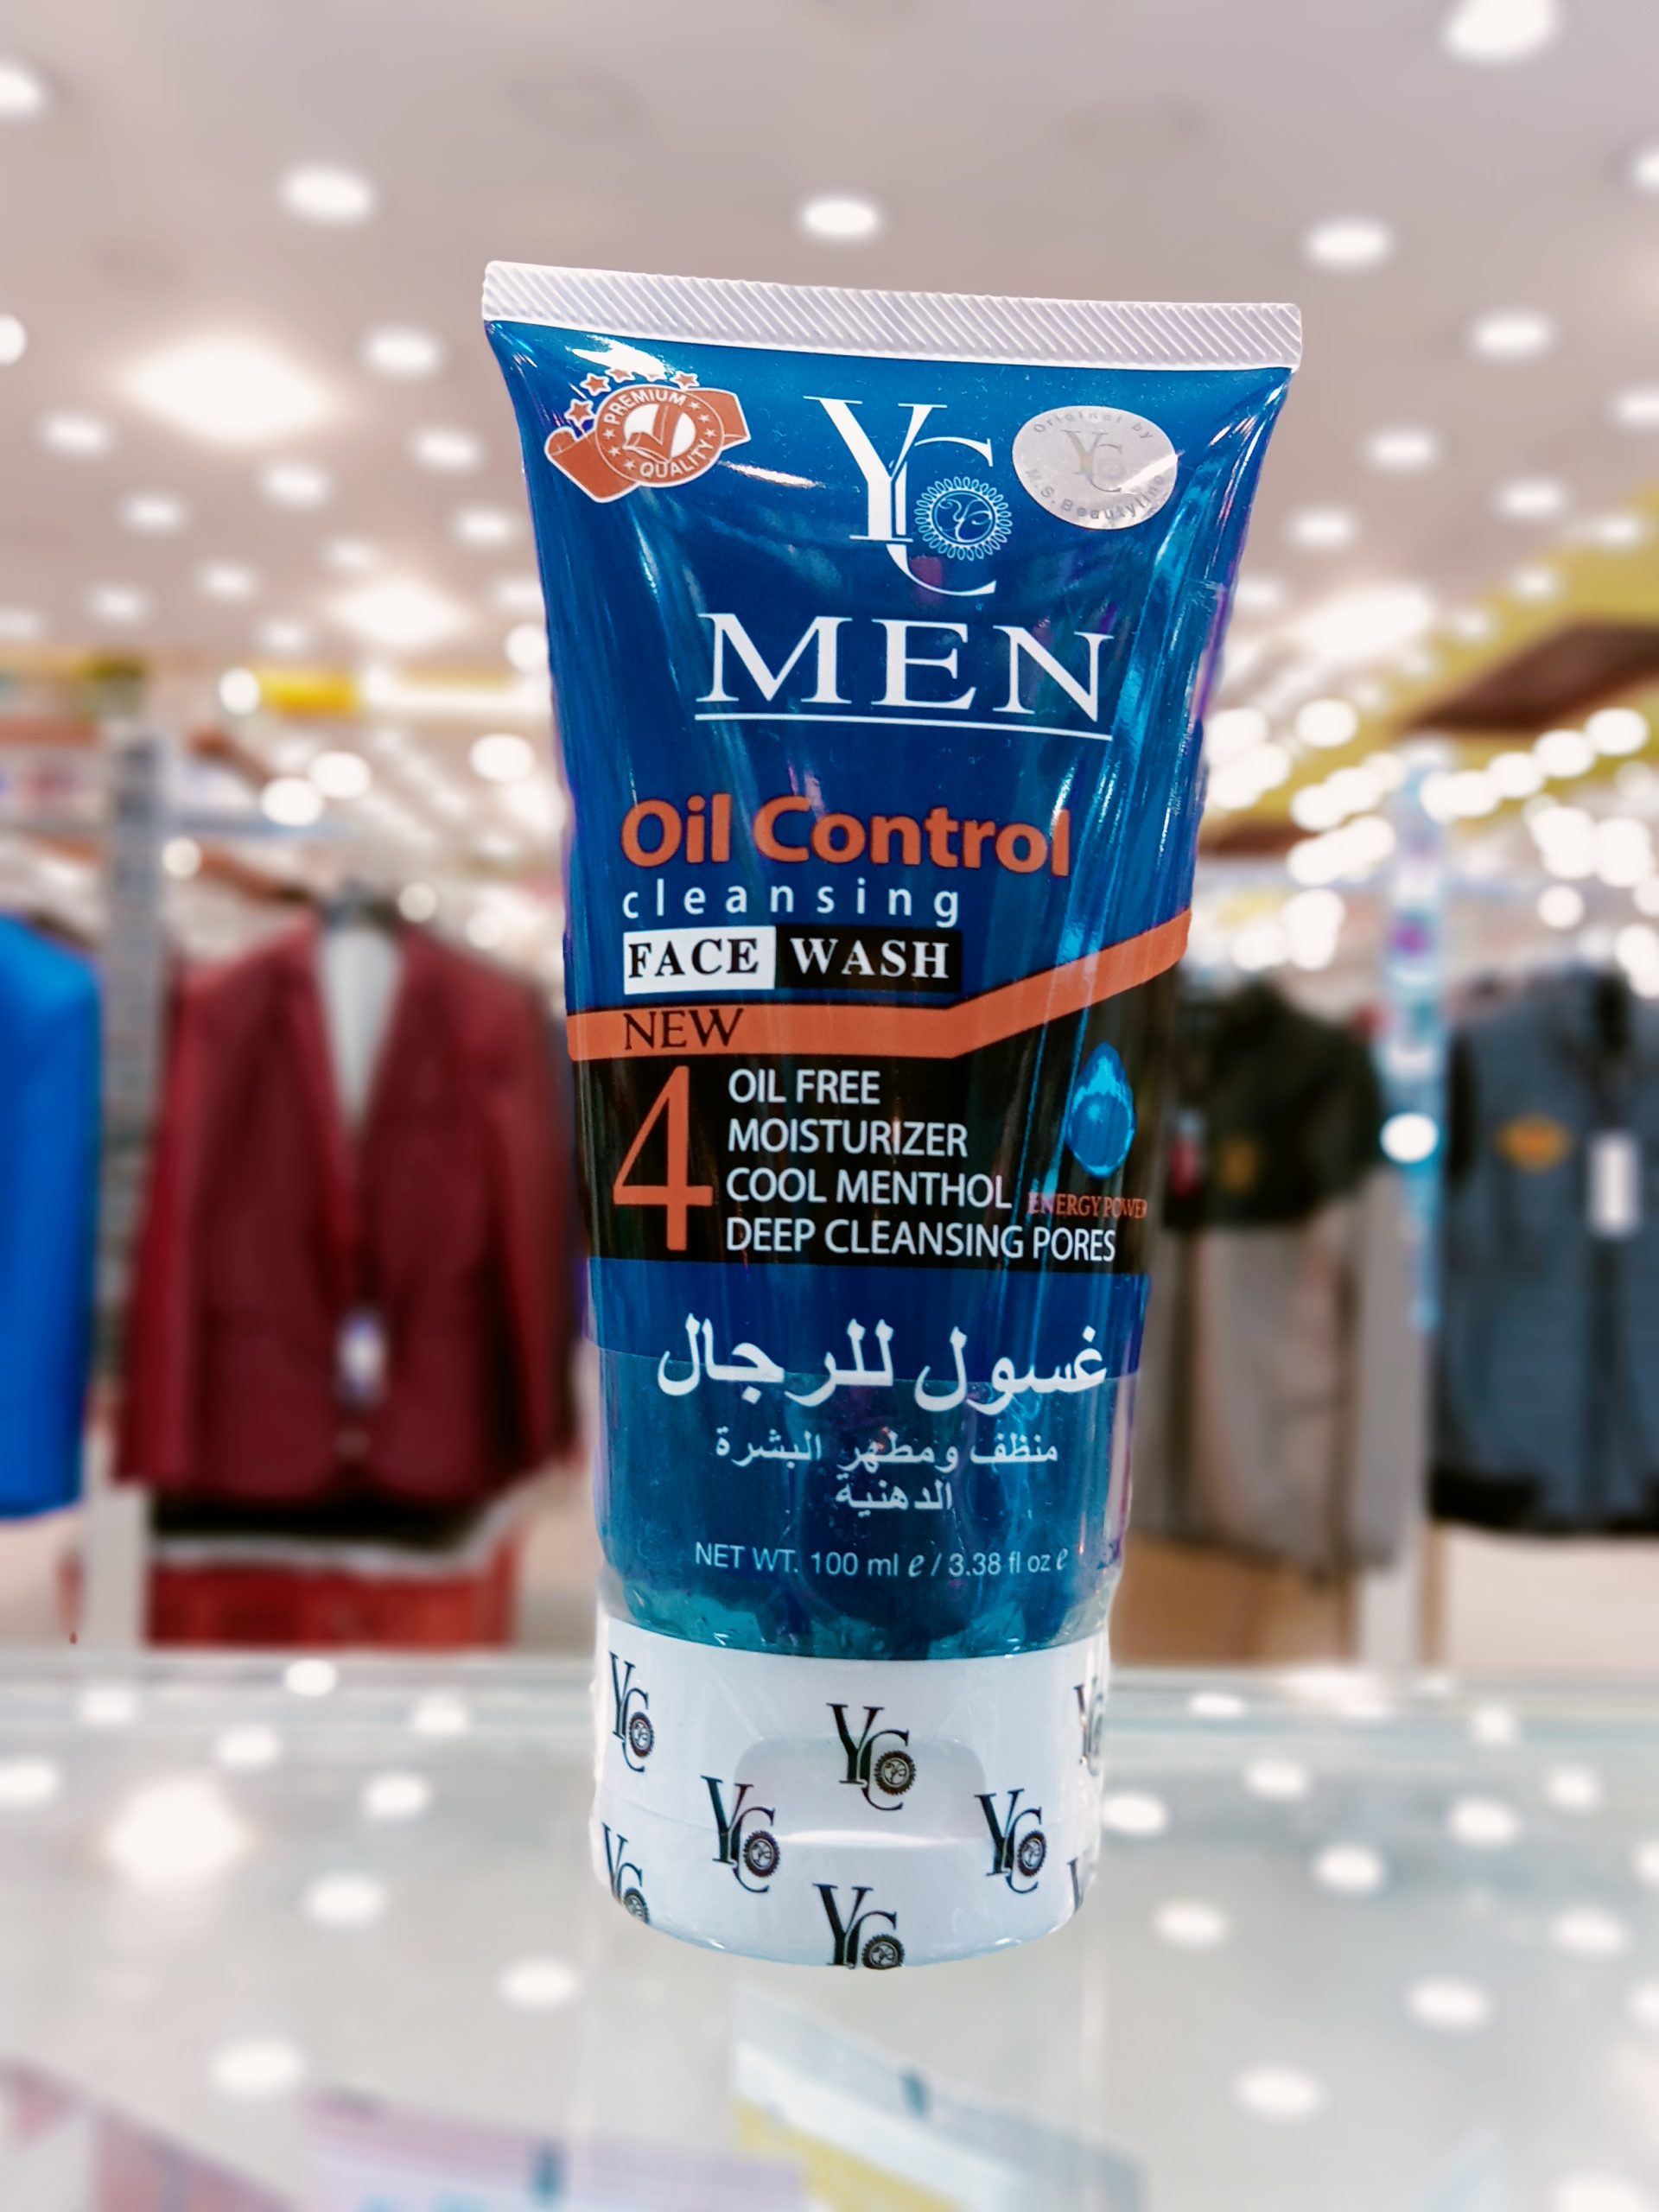 PREMIUM
QUALITY
YC
Original by
YC
M.S. Beautyline
MEN
Oil Control
cleansing
FACE WASH
NEW
4
OIL FREE
MOISTURIZER
COOL MENTHOL
ENERGY POWER
DEEP CLEANSING PORES
غسول للرجال
منظف ومطهر البشرة
الدهنية
NET WT. 100 ml e / 3.38 fl oz e
YC
YC
YC
YC
YC
YC